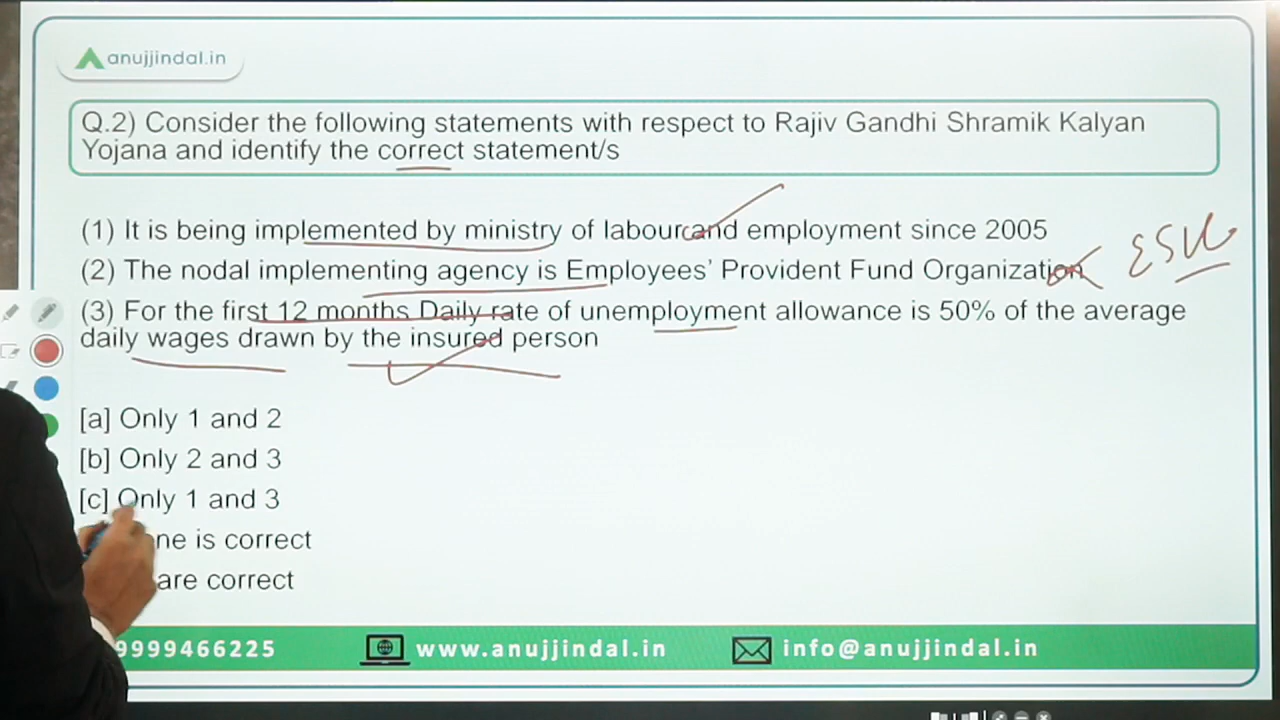 anujjindal.in
Q.2) Consider the following statements with respect to Rajiv Gandhi Shramik Kalyan
Yojana and identify the correct statement/s
(1) It is being implemented by ministry of labour and employment since 2005
(2) The nodal implementing agency is Employees' Provident Fund Organization
ESIC
(3) For the first 12 months Daily rate of unemployment allowance is 50% of the average
daily wages drawn by the insured person
[a] Only 1 and 2
[b] Only 2 and 3
[c] Only 1 and 3
ne is correct
are correct
9999466225 www.anujjindal.in info@anujjindal.in